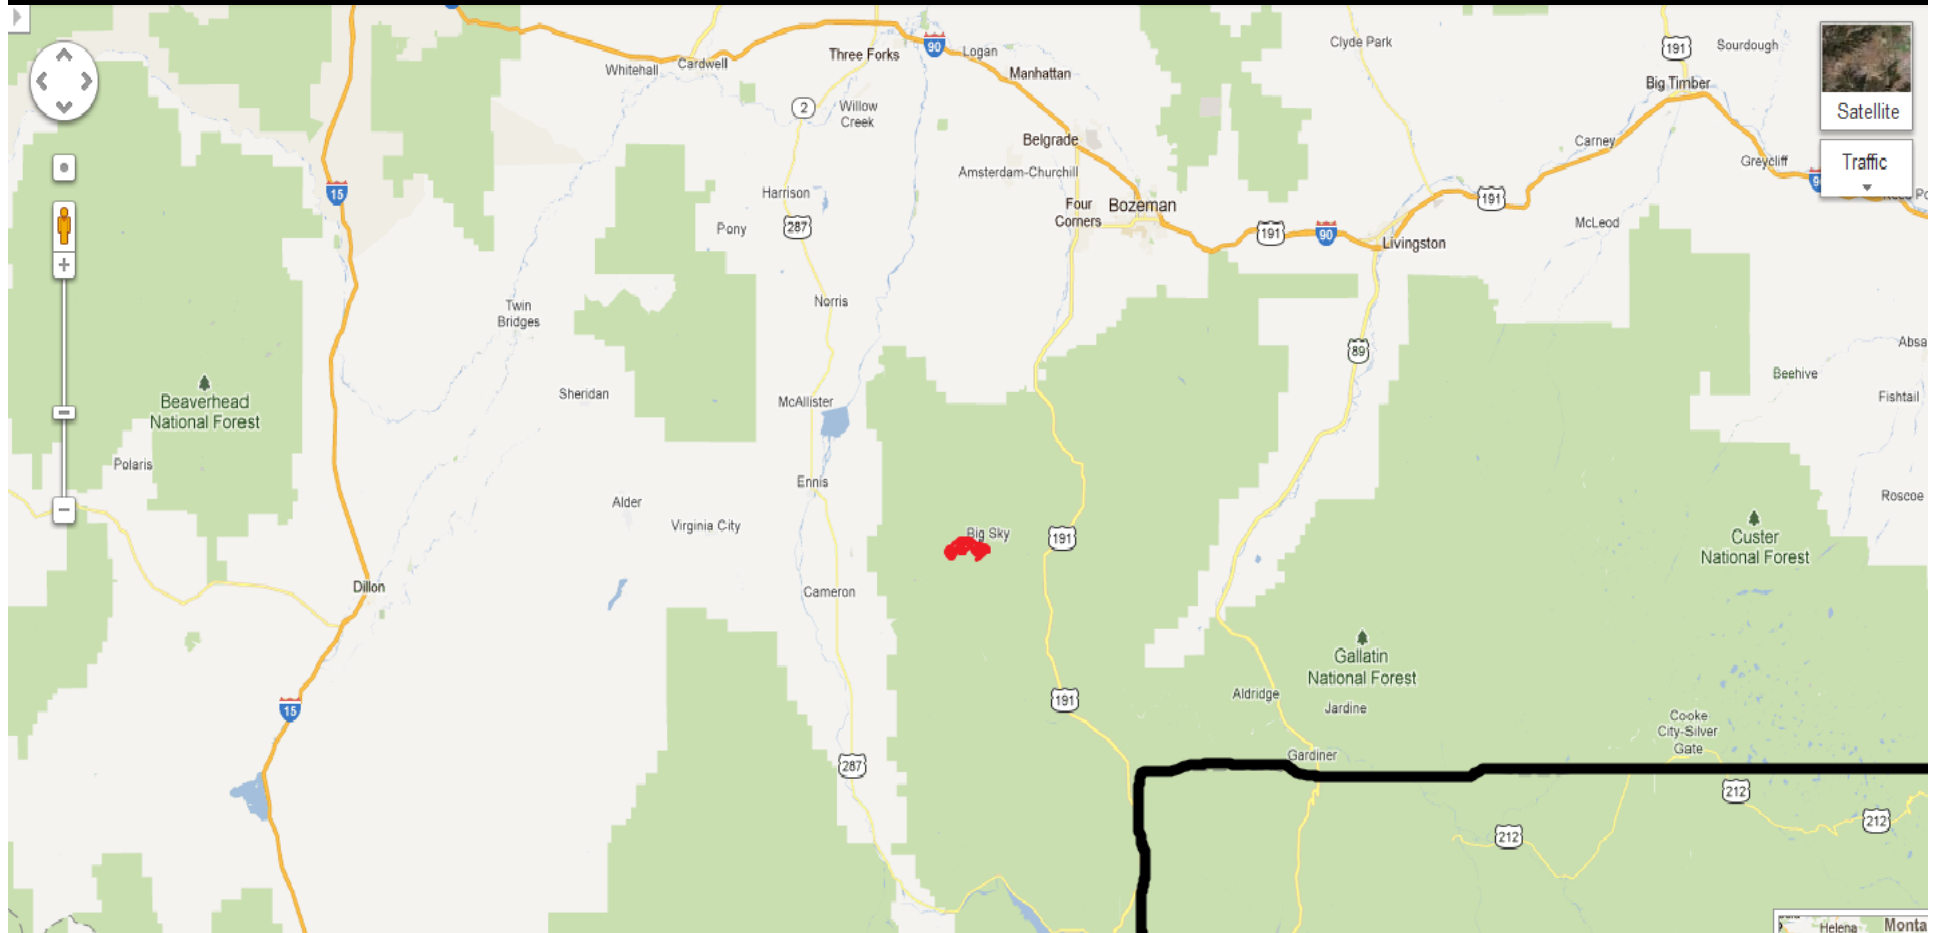 Clyde Park
191
Sourdough
Three Forks
90
Logan
Whitehall
Cardwell
Manhattan
Big Timber
Satellite
2
Willow
Creek
Belgrade
Carney
Traffic
Greycliff
Amsterdam-Churchill
15
Harrison
Four
Corners
Bozeman
191
McLeod
Pony
287
191
90
Livingston
Norris
Twin
Bridges
89
Absa
Beehive
Sheridan
Fishtail
Beaverhead
National Forest
McAllister
Polaris
Ennis
Roscoe
Alder
Virginia City
Big Sky
191
Custer
National Forest
Dillon
Cameron
Gallatin
National Forest
Aldridge
191
Jardine
15
Cooke
City-Silver
Gate
Gardiner
287
212
212
212
Helena
Monta